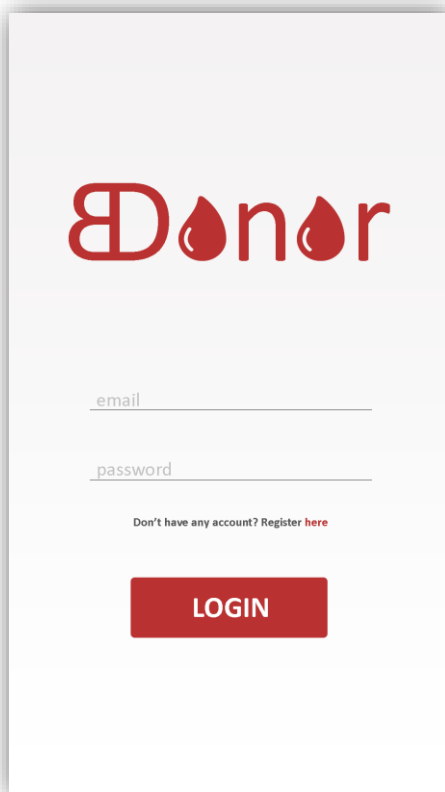 BDonor
email
password
Don't have any account? Register here
LOGIN